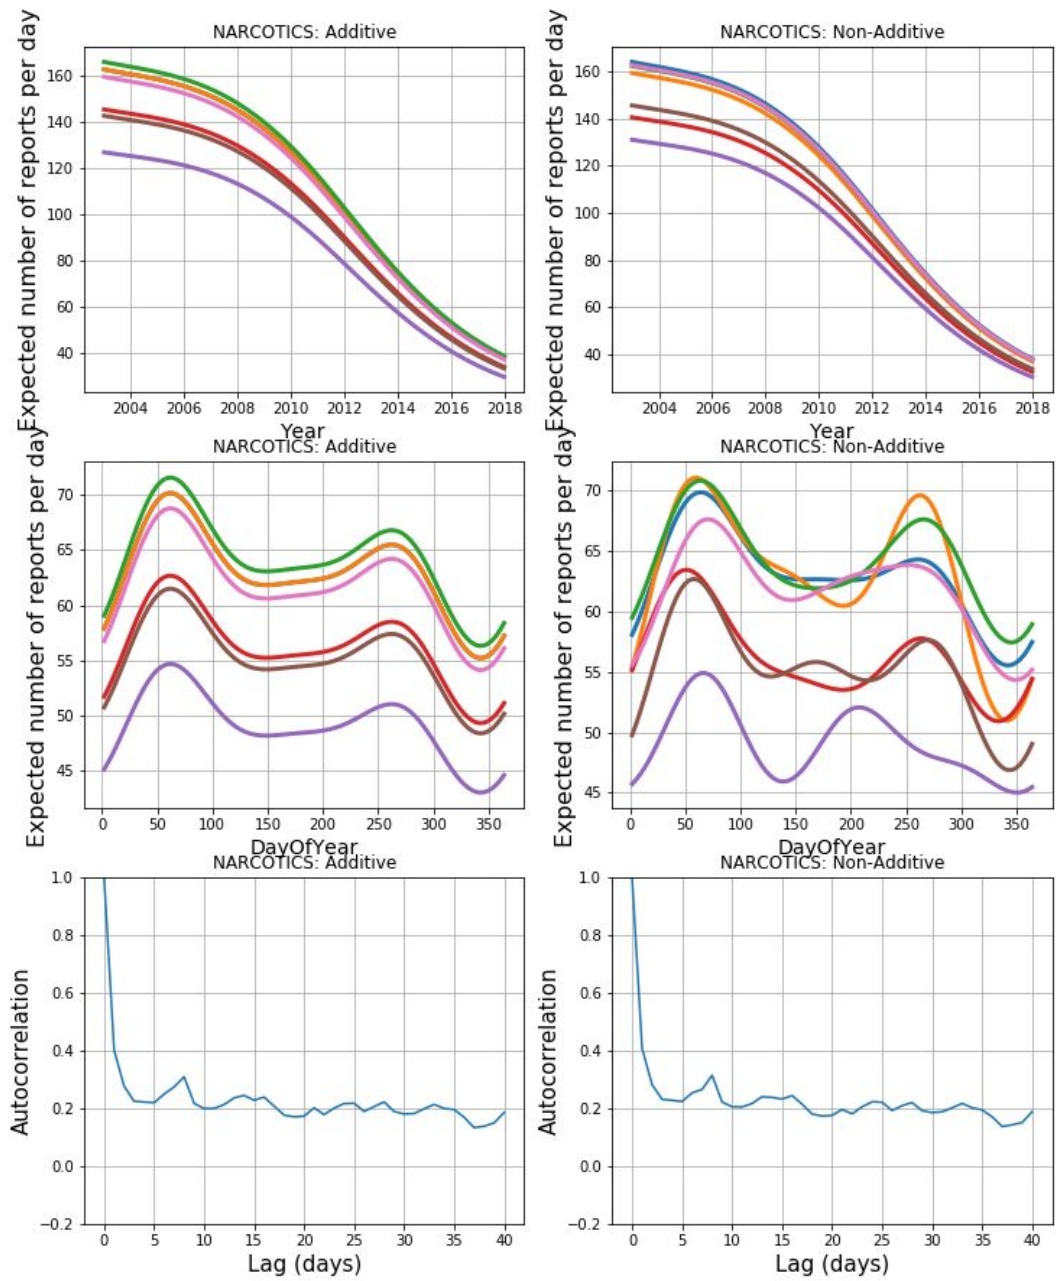 NARCOTICS: Additive
Expected number of reports per day
160
140
120
100
80
60
40
2004 2006 2008 2010 2012 2014 2016 2018
Year
NARCOTICS: Non-Additive
Expected number of reports per day
160
140
120
100
80
60
40
2004 2006 2008 2010 2012 2014 2016 2018
Year
NARCOTICS: Additive
Expected number of reports per day
70
65
60
55
50
45
0 50 100 150 200 250 300 350
DayOfYear
NARCOTICS: Non-Additive
Expected number of reports per day
70
65
60
55
50
45
0 50 100 150 200 250 300 350
DayOfYear
NARCOTICS: Additive
Autocorrelation
1.0
0.8
0.6
0.4
0.2
0.0
−0.2
0 5 10 15 20 25 30 35 40
Lag (days)
NARCOTICS: Non-Additive
Autocorrelation
1.0
0.8
0.6
0.4
0.2
0.0
−0.2
0 5 10 15 20 25 30 35 40
Lag (days)